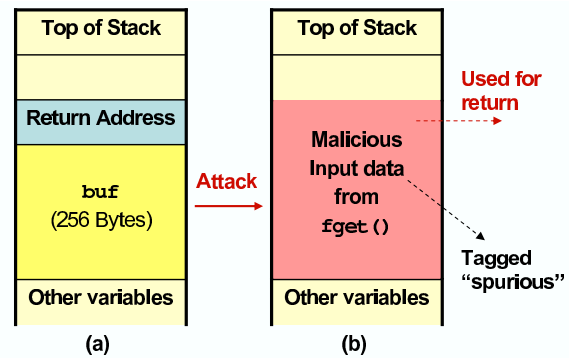 Top of Stack
Return Address
buf
(256 Bytes)
Other variables
(a)
Attack
Top of Stack
Malicious
Input data
from
fget()
Other variables
(b)
Used for
return
Tagged
“spurious”